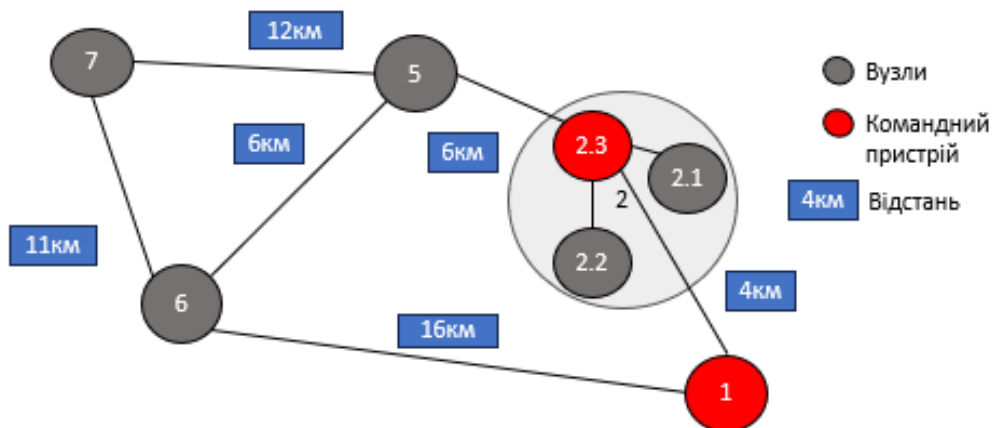 12км
7
5
Вузли
6км
6км
2.3
2.1
Командний
пристрій
2
4км
Відстань
11км
2.2
6
4км
16км
1